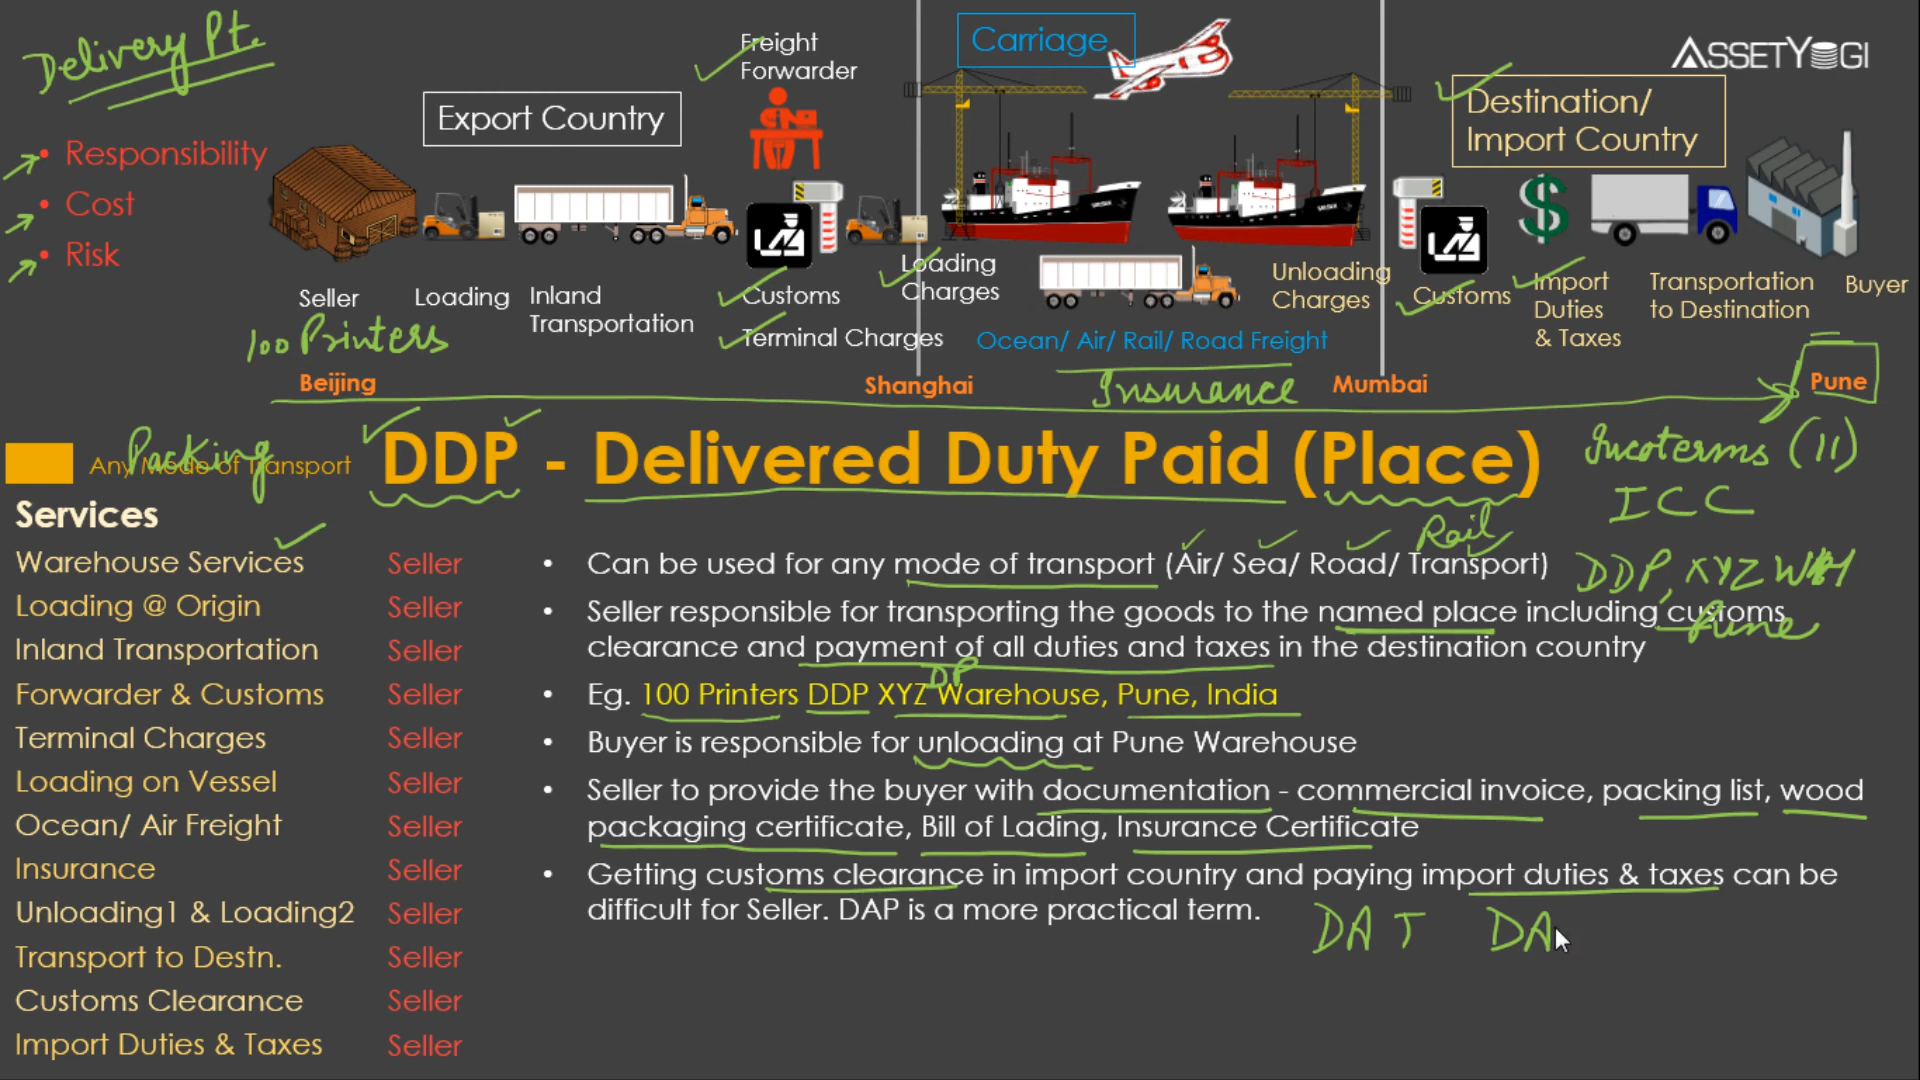 Delivery Pt.
Freight
Forwarder
Carriage
ASSETYOGI
Export Country
Destination/
Import Country
• Responsibility
• Cost
• Risk
Seller
Loading
Inland
Transportation
Customs
Terminal Charges
Loading
Charges
Ocean/ Air/ Rail/ Road Freight
Unloading
Charges
Customs
Import
Duties
& Taxes
Transportation
to Destination
Buyer
100 Printers
Beijing
Shanghai
Insurance
Mumbai
Pune
Packing
Any Mode of Transport
DDP - Delivered Duty Paid (Place)
Incoterms (11)
ICC
Services
Warehouse Services Seller
Loading @ Origin Seller
Inland Transportation Seller
Forwarder & Customs Seller
Terminal Charges Seller
Loading on Vessel Seller
Ocean/ Air Freight Seller
Insurance Seller
Unloading1 & Loading2 Seller
Transport to Destn. Seller
Customs Clearance Seller
Import Duties & Taxes Seller
Rail
• Can be used for any mode of transport (Air/ Sea/ Road/ Transport)
DDP, XYZ WH
Pune
• Seller responsible for transporting the goods to the named place including customs
clearance and payment of all duties and taxes in the destination country
DP
• Eg. 100 Printers DDP XYZ Warehouse, Pune, India
• Buyer is responsible for unloading at Pune Warehouse
• Seller to provide the buyer with documentation - commercial invoice, packing list, wood
packaging certificate, Bill of Lading, Insurance Certificate
• Getting customs clearance in import country and paying import duties & taxes can be
difficult for Seller. DAP is a more practical term.
DAT DA